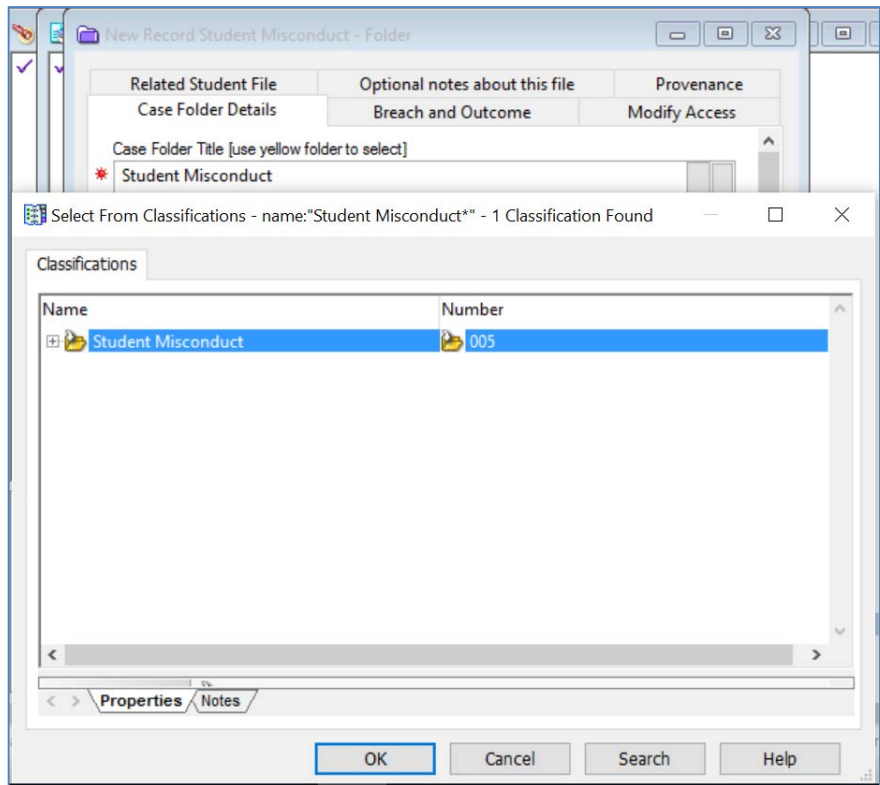 New Record Student Misconduct - Folder
Related Student File Optional notes about this file Provenance
Case Folder Details Breach and Outcome Modify Access
Case Folder Title [use yellow folder to select]
Student Misconduct
Select From Classifications - name:"Student Misconduct*" - 1 Classification Found
Classifications
Name Number
Student Misconduct 005
Properties Notes
OK Cancel Search Help